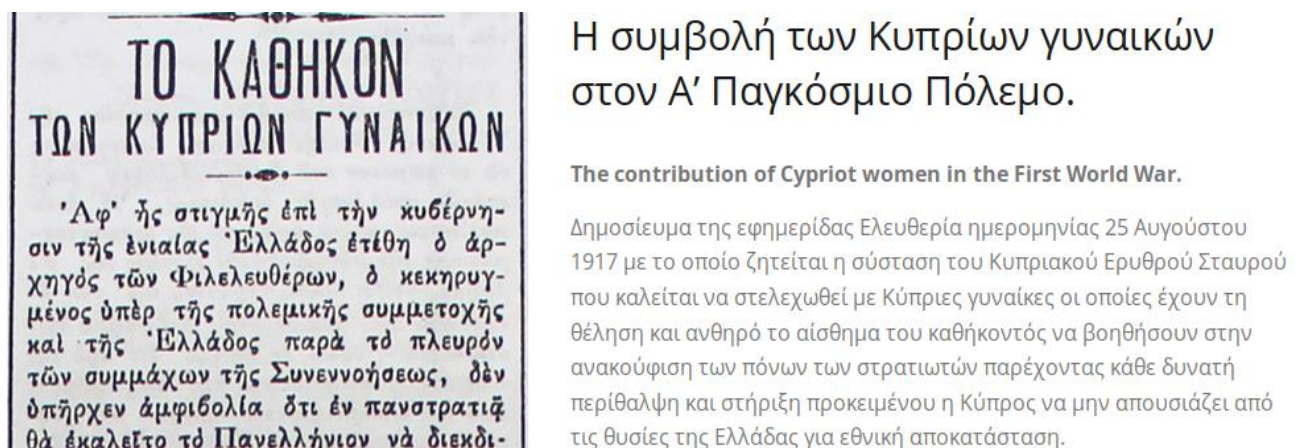 ΤΟ ΚΑΘΗΚΟΝ
ΤΩΝ ΚΥΠΡΙΩΝ ΓΥΝΑΙΚΩΝ
Ἀφ' ἧς στιγμῆς ἐπὶ τὴν κυβέρνη-
σιν τῆς ἑνιαίας Ἑλλάδος ἐτέθη ὁ ἀρ-
χηγός τῶν Φιλελευθέρων, ὁ κεκηρυγ-
μένος ὑπὲρ τῆς πολεμικῆς συμμετοχῆς
καὶ τῆς Ἑλλάδος παρὰ τὸ πλευρόν
τῶν συμμάχων τῆς Συνεννοήσεως, δὲν
ὑπῆρχεν ἀμφιβολία ὅτι ἐν πανστρατιᾷ
θὰ ἐκαλεῖτο τὸ Πανελλήνιον νὰ διεκδι-
Η συμβολή των Κυπρίων γυναικών
στον Α’ Παγκόσμιο Πόλεμο.
The contribution of Cypriot women in the First World War.
Δημοσίευμα της εφημερίδας Ελευθερία ημερομηνίας 25 Αυγούστου
1917 με το οποίο ζητείται η σύσταση του Κυπριακού Ερυθρού Σταυρού
που καλείται να στελεχωθεί με Κύπριες γυναίκες οι οποίες έχουν τη
θέληση και ανθηρό το αίσθημα του καθήκοντός να βοηθήσουν στην
ανακούφιση των πόνων των στρατιωτών παρέχοντας κάθε δυνατή
περίθαλψη και στήριξη προκειμένου η Κύπρος να μην απουσιάζει από
τις θυσίες της Ελλάδας για εθνική αποκατάσταση.